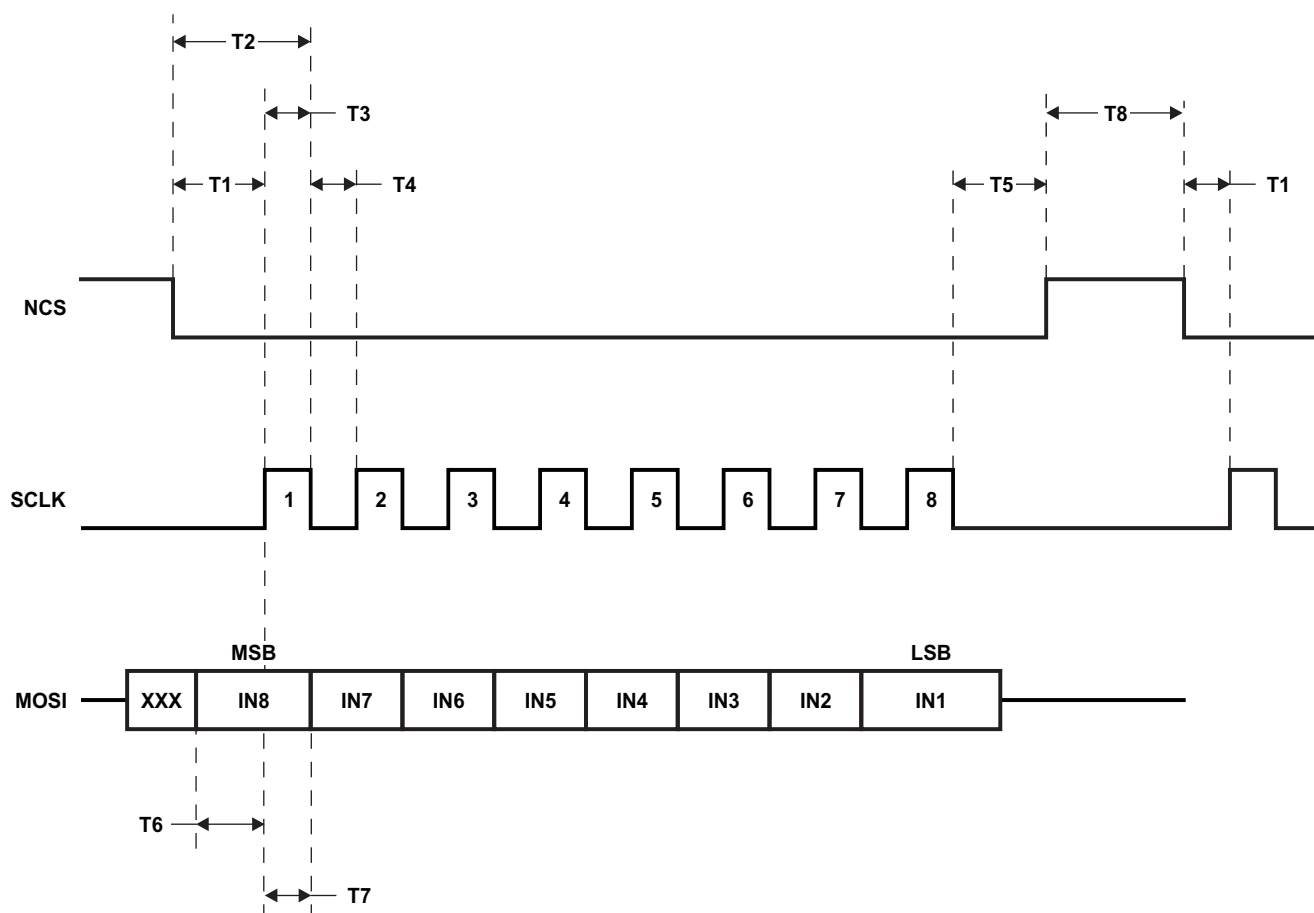 T2
T3
T8
T1
T4
T5
T1
NCS
SCLK
1 2 3 4 5 6 7 8
MSB
LSB
MOSI
XXX IN8 IN7 IN6 IN5 IN4 IN3 IN2 IN1
T6
T7